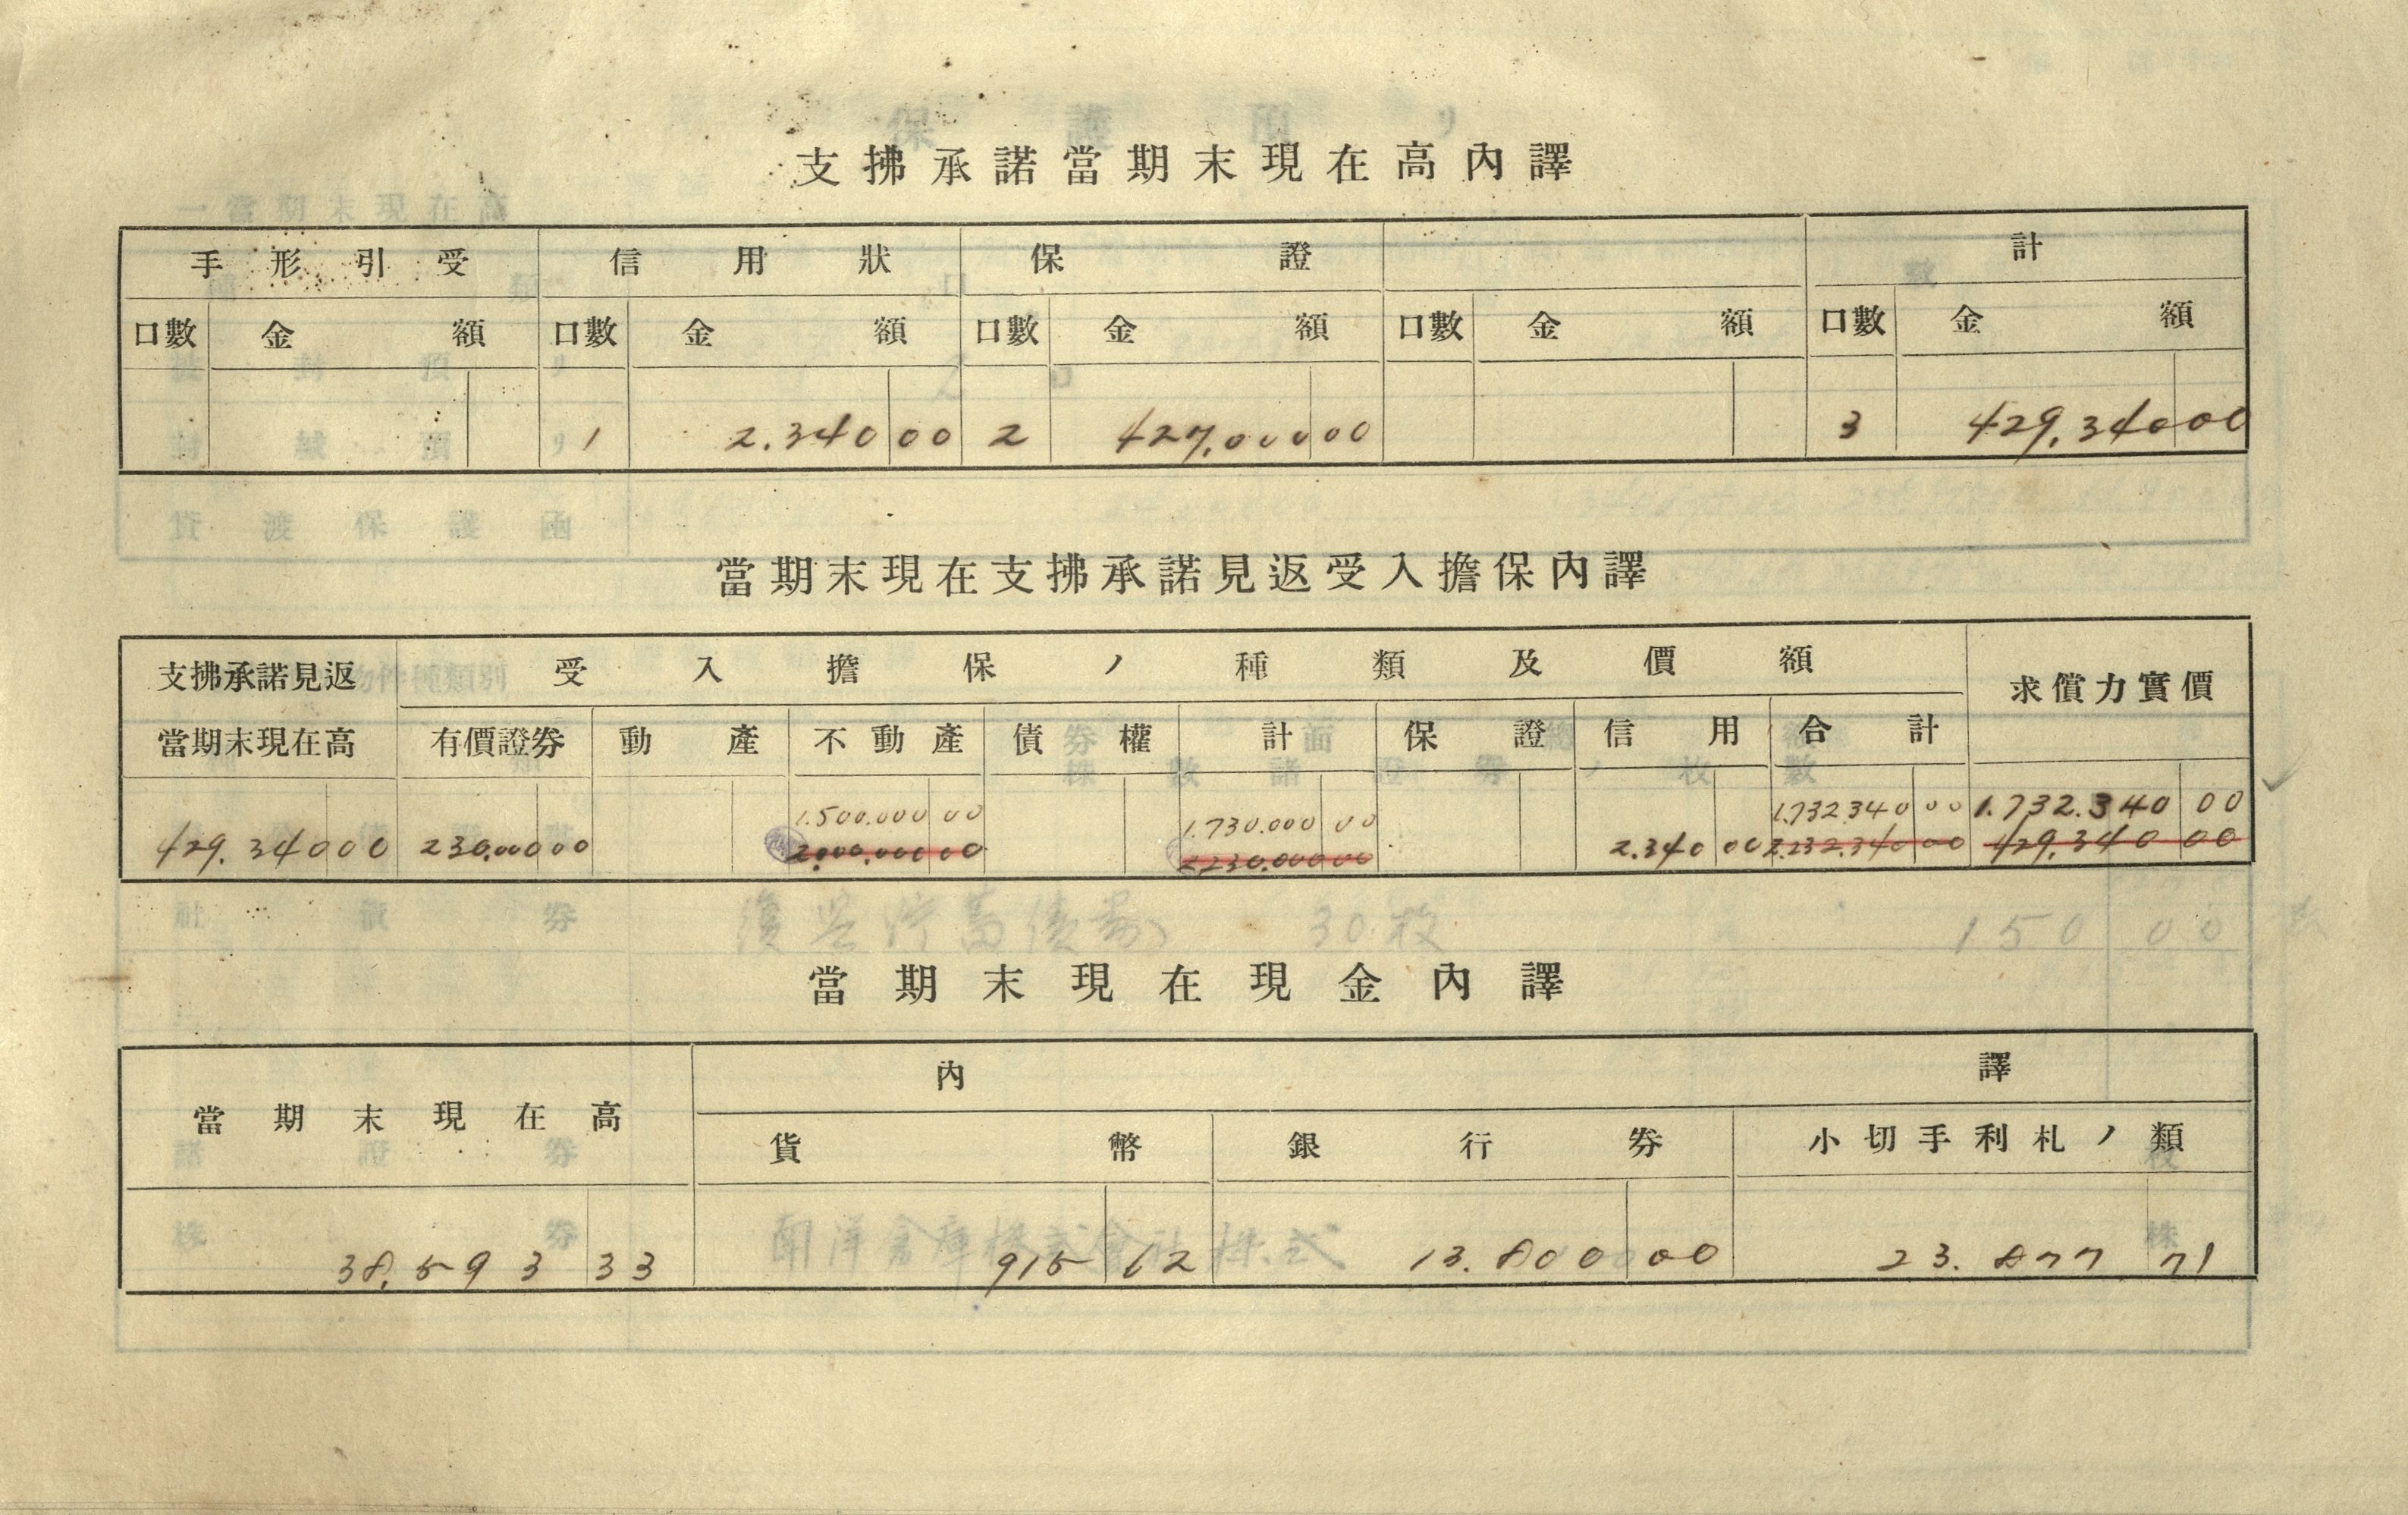 支拂承諾當期末現在高內譯
手形引受 信用狀 保證 計
口數 金額 口數 金額 口數 金額 口數 金額 口數 金額
1 2.340 00 2 427,000 00 3 429,340 00
當期末現在支拂承諾見返受入擔保內譯
支拂承諾見返當期末現在高 受入擔保ノ種類及價額 求償力實價
有價證券 動產 不動產 債權 計 保證 信用 合計
1.500.000 00 1.730.000 00 1.732.340 00 1.732.340 00
429.340 00 230,000 00 2.000,000 00 2230,000 00 2.340 00 2.232.340 00 429.340 00
當期末現在現金內譯
當期末現在高 內譯
貨幣 銀行券 小切手利札ノ類
38.593 33 915 62 13.800 00 23.877 71